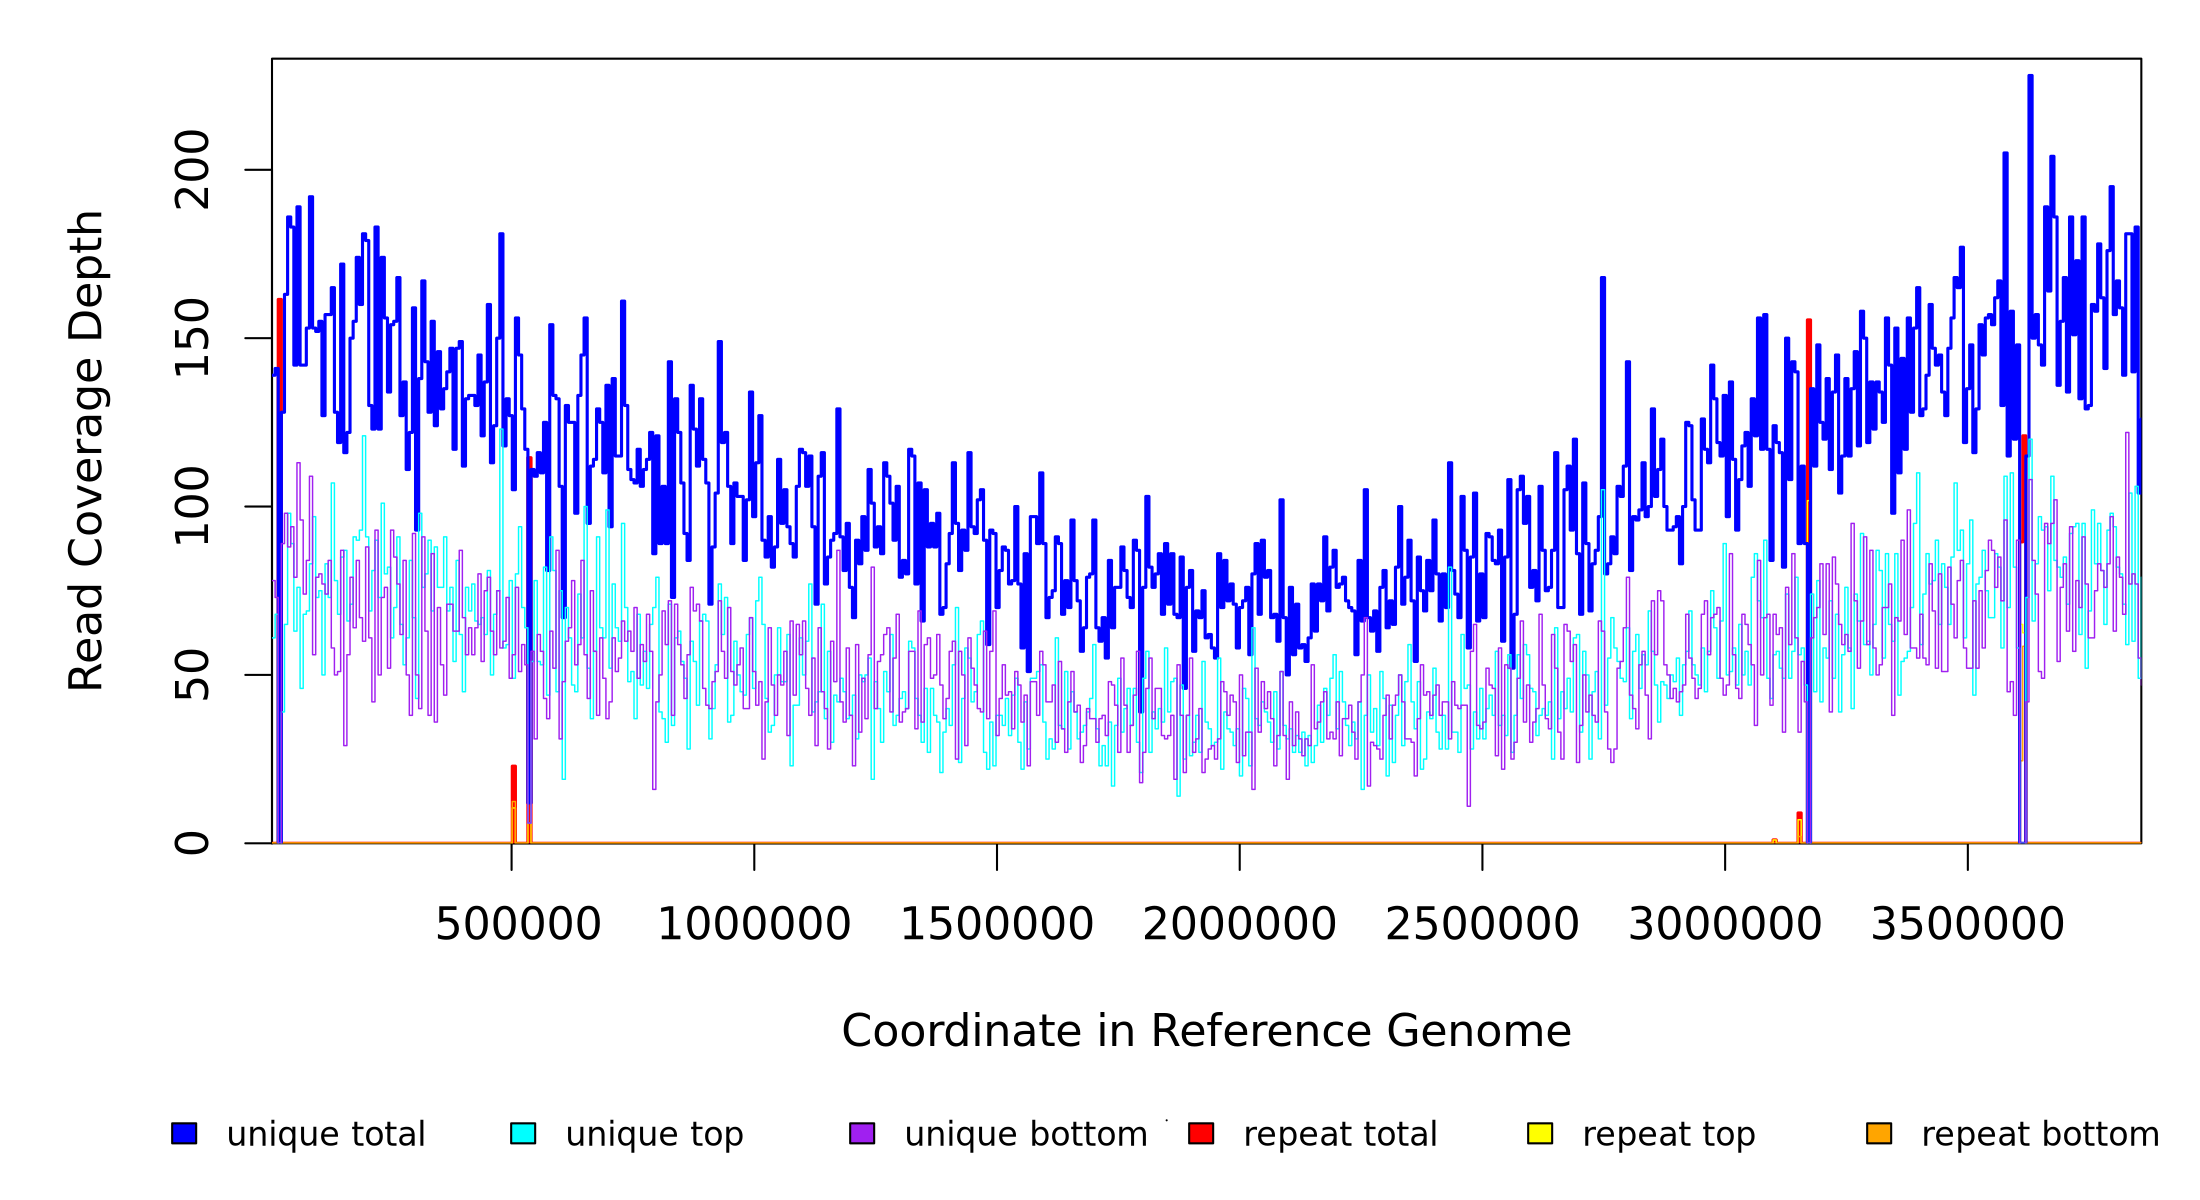 200
150
100
50
0
Read Coverage Depth
500000 1000000 1500000 2000000 2500000 3000000 3500000
Coordinate in Reference Genome
unique total unique top unique bottom repeat total repeat top repeat bottom